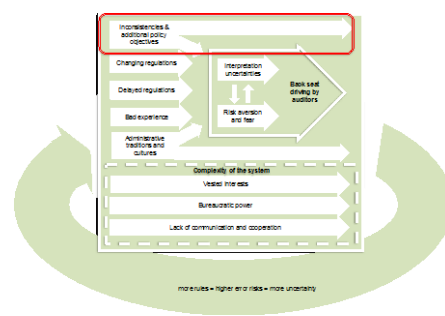 Inconsistencies &
additional policy
objectives
Changing regulations
Delayed regulations
Bad experience
Administrative
traditions and
cultures
Interpretation
uncertainties
Risk aversion
and fear
Back seat
driving by
auditors
Complexity of the system
Vested interests
Bureaucratic power
Lack of communication and cooperation
more rules = higher error risks = more uncertainty